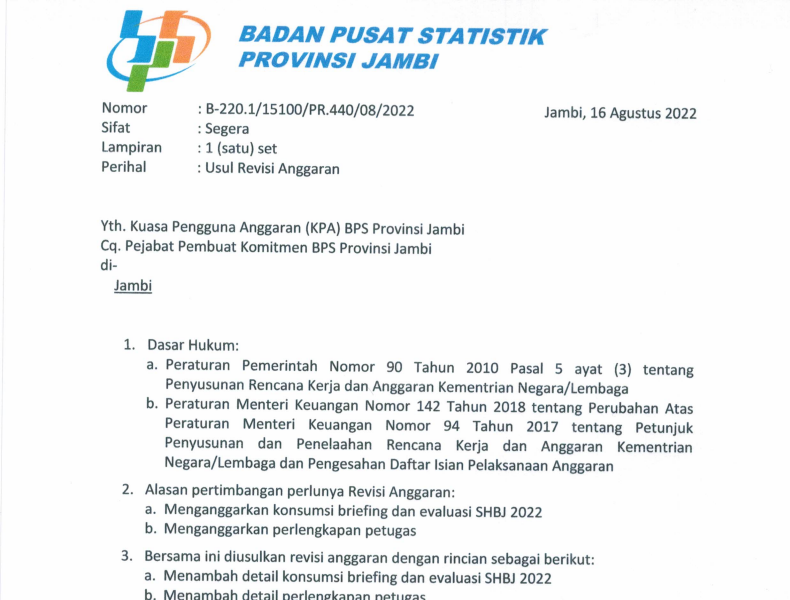 BADAN PUSAT STATISTIK
PROVINSI JAMBI
Nomor : B-220.1/15100/PR.440/08/2022 Jambi, 16 Agustus 2022
Sifat : Segera
Lampiran : 1 (satu) set
Perihal : Usul Revisi Anggaran
Yth. Kuasa Pengguna Anggaran (KPA) BPS Provinsi Jambi
Cq. Pejabat Pembuat Komitmen BPS Provinsi Jambi
di-
Jambi
1. Dasar Hukum:
a. Peraturan Pemerintah Nomor 90 Tahun 2010 Pasal 5 ayat (3) tentang
Penyusunan Rencana Kerja dan Anggaran Kementrian Negara/Lembaga
b. Peraturan Menteri Keuangan Nomor 142 Tahun 2018 tentang Perubahan Atas
Peraturan Menteri Keuangan Nomor 94 Tahun 2017 tentang Petunjuk
Penyusunan dan Penelaahan Rencana Kerja dan Anggaran Kementrian
Negara/Lembaga dan Pengesahan Daftar Isian Pelaksanaan Anggaran
2. Alasan pertimbangan perlunya Revisi Anggaran:
a. Menganggarkan konsumsi briefing dan evaluasi SHBJ 2022
b. Menganggarkan perlengkapan petugas
3. Bersama ini diusulkan revisi anggaran dengan rincian sebagai berikut:
a. Menambah detail konsumsi briefing dan evaluasi SHBJ 2022
b. Menambah detail perlengkapan petugas